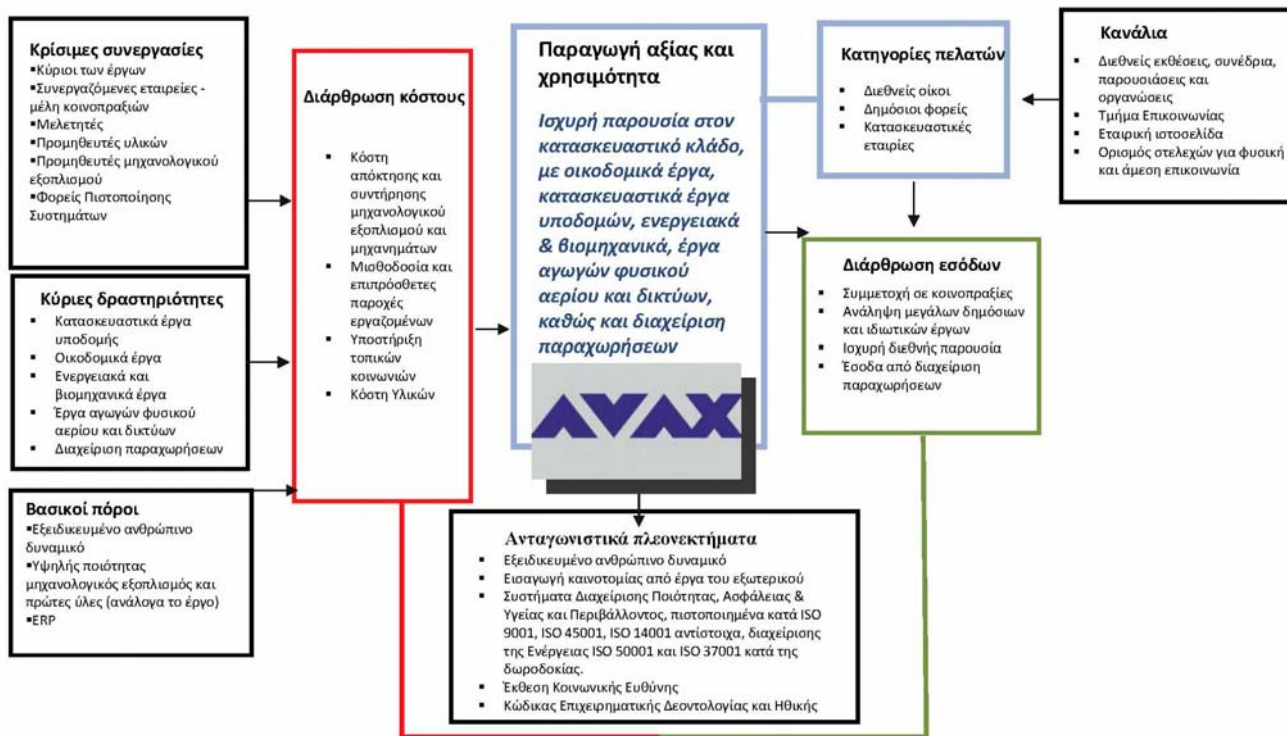 Κρίσιμες συνεργασίες
▪Κύριοι των έργων
▪Συνεργαζόμενες εταιρείες -
μέλη κοινοπραξιών
▪Μελετητές
▪Προμηθευτές υλικών
▪Προμηθευτές μηχανολογικού
εξοπλισμού
▪Φορείς Πιστοποίησης
Συστημάτων
Κύριες δραστηριότητες
▪ Κατασκευαστικά έργα
υποδομής
▪ Οικοδομικά έργα
▪ Ενεργειακά και
βιομηχανικά έργα
▪ Έργα αγωγών φυσικού
αερίου και δικτύων
▪ Διαχείριση παραχωρήσεων
Βασικοί πόροι
▪Εξειδικευμένο ανθρώπινο
δυναμικό
▪Υψηλής ποιότητας
μηχανολογικός εξοπλισμός και
πρώτες ύλες (ανάλογα το έργο)
▪ERP
Διάρθρωση κόστους
▪ Κόστη
απόκτησης και
συντήρησης
μηχανολογικού
εξοπλισμού και
μηχανημάτων
▪ Μισθοδοσία και
επιπρόσθετες
παροχές
εργαζομένων
▪ Υποστήριξη
τοπικών
κοινωνιών
▪ Κόστη Υλικών
Παραγωγή αξίας και
χρησιμότητα
Ισχυρή παρουσία στον
κατασκευαστικό κλάδο,
με οικοδομικά έργα,
κατασκευαστικά έργα
υποδομών, ενεργειακά
& βιομηχανικά, έργα
αγωγών φυσικού
αερίου και δικτύων,
καθώς και διαχείριση
παραχωρήσεων
AVAX
Ανταγωνιστικά πλεονεκτήματα
▪ Εξειδικευμένο ανθρώπινο δυναμικό
▪ Εισαγωγή καινοτομίας από έργα του εξωτερικού
▪ Συστήματα Διαχείρισης Ποιότητας, Ασφάλειας &
Υγείας και Περιβάλλοντος, πιστοποιημένα κατά ISO
9001, ISO 45001, ISO 14001 αντίστοιχα, διαχείρισης
της Ενέργειας ISO 50001 και ISO 37001 κατά της
δωροδοκίας.
▪ Έκθεση Κοινωνικής Ευθύνης
▪ Κώδικας Επιχειρηματικής Δεοντολογίας και Ηθικής
Κατηγορίες πελατών
▪ Διεθνείς οίκοι
▪ Δημόσιοι φορείς
▪ Κατασκευαστικές
εταιρίες
Διάρθρωση εσόδων
▪ Συμμετοχή σε κοινοπραξίες
▪ Ανάληψη μεγάλων δημόσιων
και ιδιωτικών έργων
▪ Ισχυρή διεθνής παρουσία
▪ Έσοδα από διαχείριση
παραχωρήσεων
Κανάλια
▪ Διεθνείς εκθέσεις, συνέδρια,
παρουσιάσεις και
οργανώσεις
▪ Τμήμα Επικοινωνίας
▪ Εταιρική ιστοσελίδα
▪ Ορισμός στελεχών για φυσική
και άμεση επικοινωνία